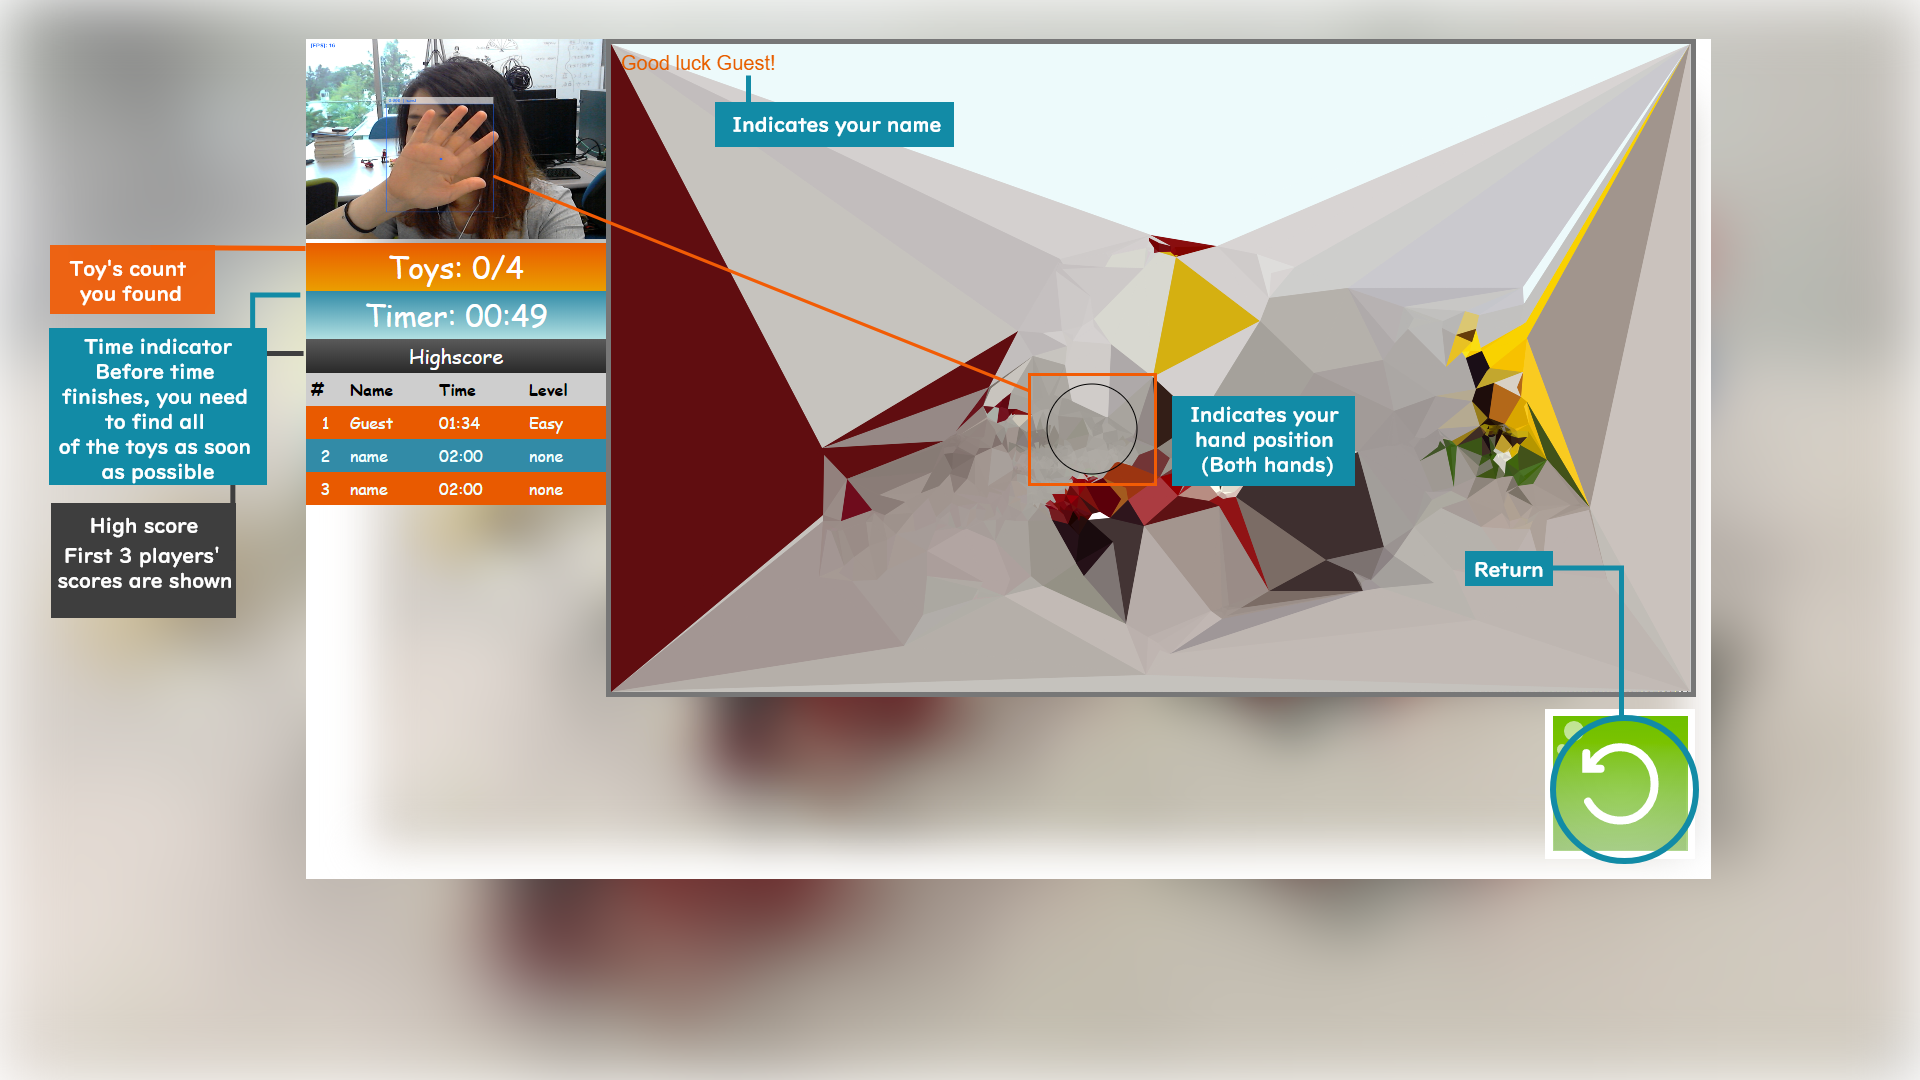 [FPS]: 16
Good luck Guest!
Indicates your name
Toy's count
you found
Toys: 0/4
Timer: 00:49
Time indicator
Before time
finishes, you need
to find all
of the toys as soon
as possible
Highscore
# Name Time Level
1 Guest 01:34 Easy
2 name 02:00 none
3 name 02:00 none
High score
First 3 players'
scores are shown
Indicates your
hand position
(Both hands)
Return